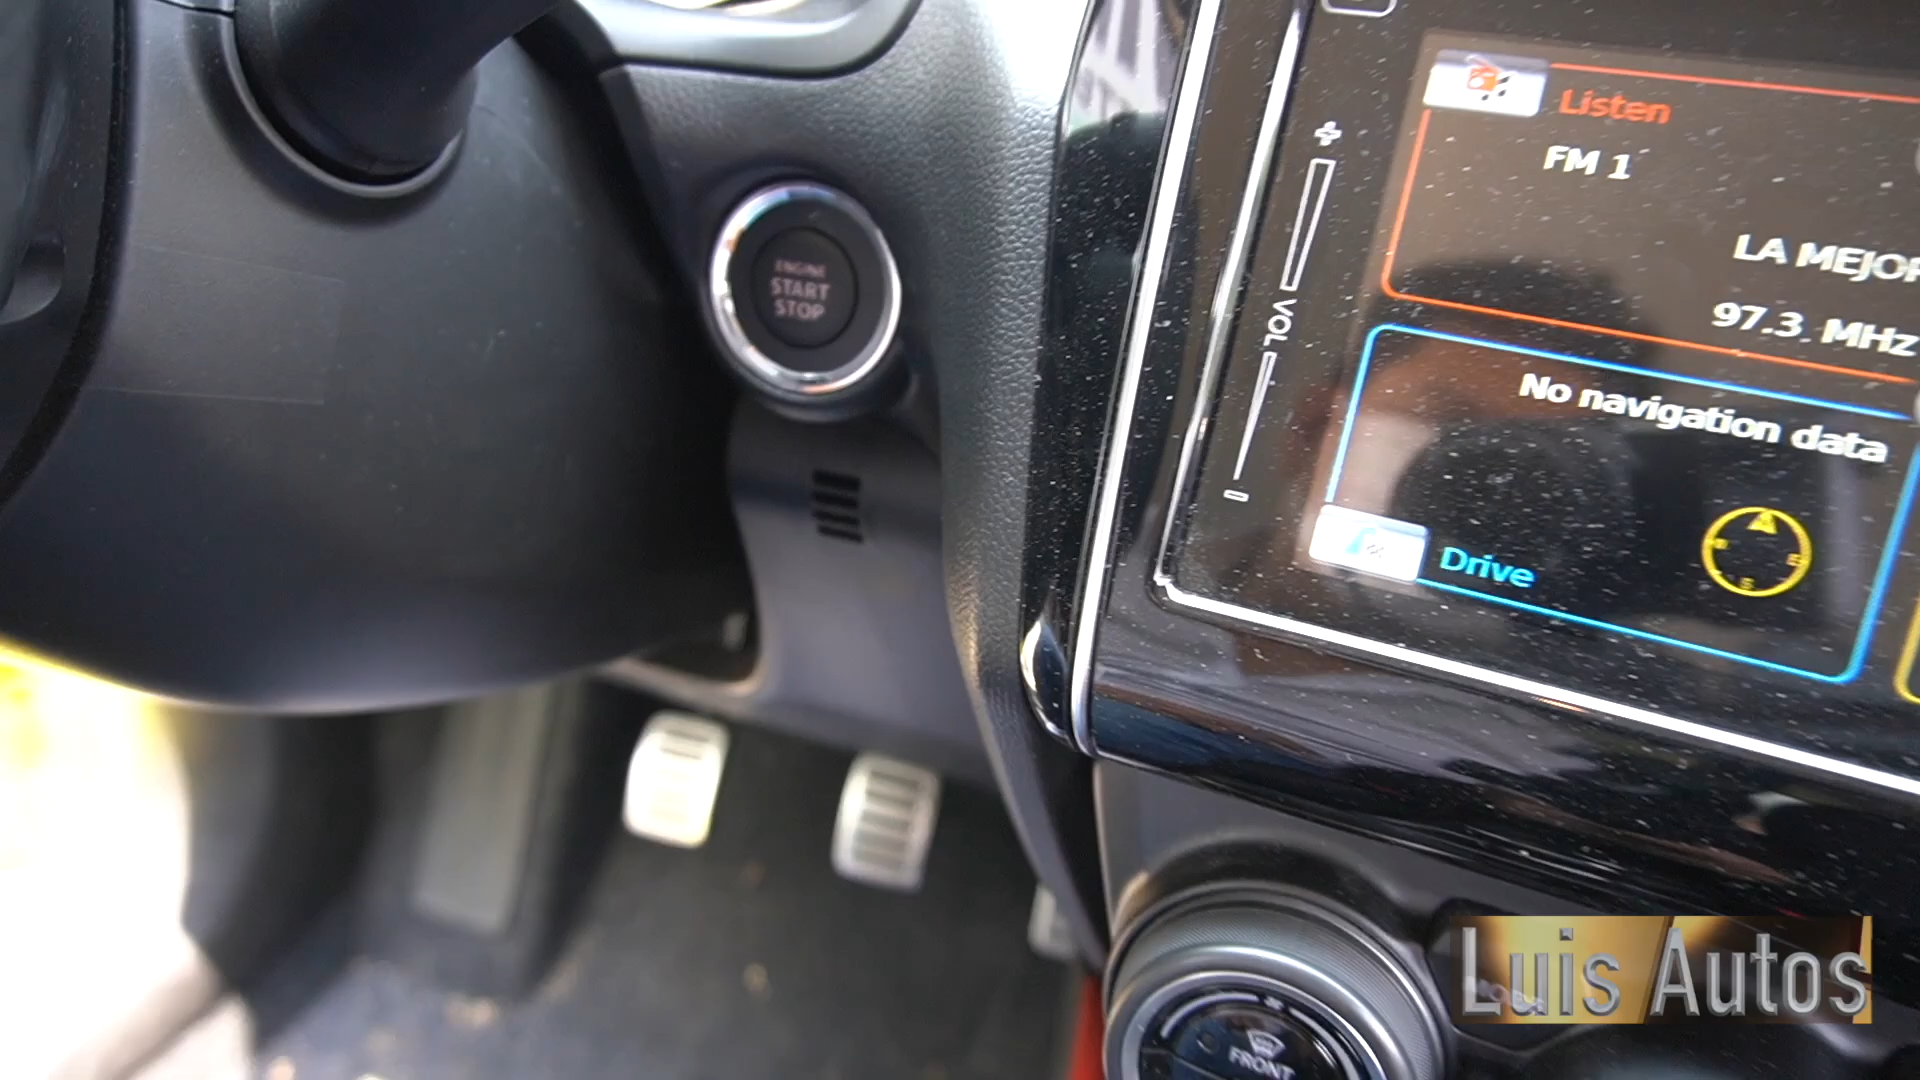 ENGINE
START
STOP
VOL
Listen
FM 1
LA MEJOR
97.3 MHz
No navigation data
Drive
FRONT
Luis Autos